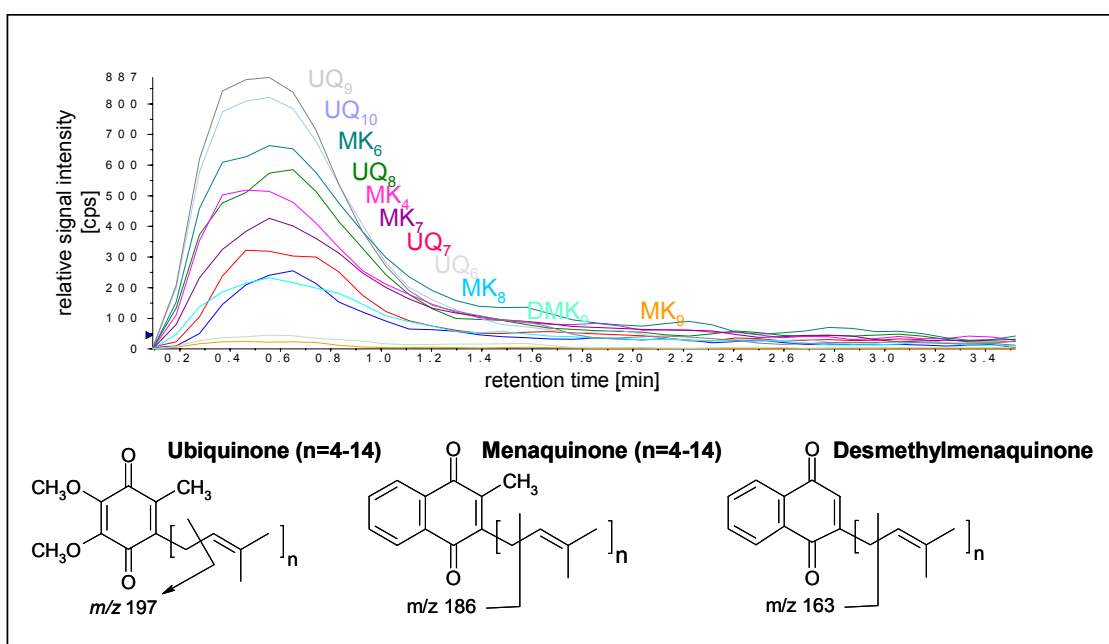 887
800
700
600
500
400
300
200
100
0
relative signal intensity
[cps]
UQ9
UQ10
MK6
UQ8
MK4
MK7
UQ7
UQ6
MK8
DMK9
MK9
0.2 0.4 0.6 0.8 1.0 1.2 1.4 1.6 1.8 2.0 2.2 2.4 2.6 2.8 3.0 3.2 3.4
retention time [min]
Ubiquinone (n=4-14)
Menaquinone (n=4-14)
Desmethylmenaquinone
O
CH3O
CH3
CH3O
O
n
m/z 197
O
CH3
O
n
m/z 186
O
O
n
m/z 163